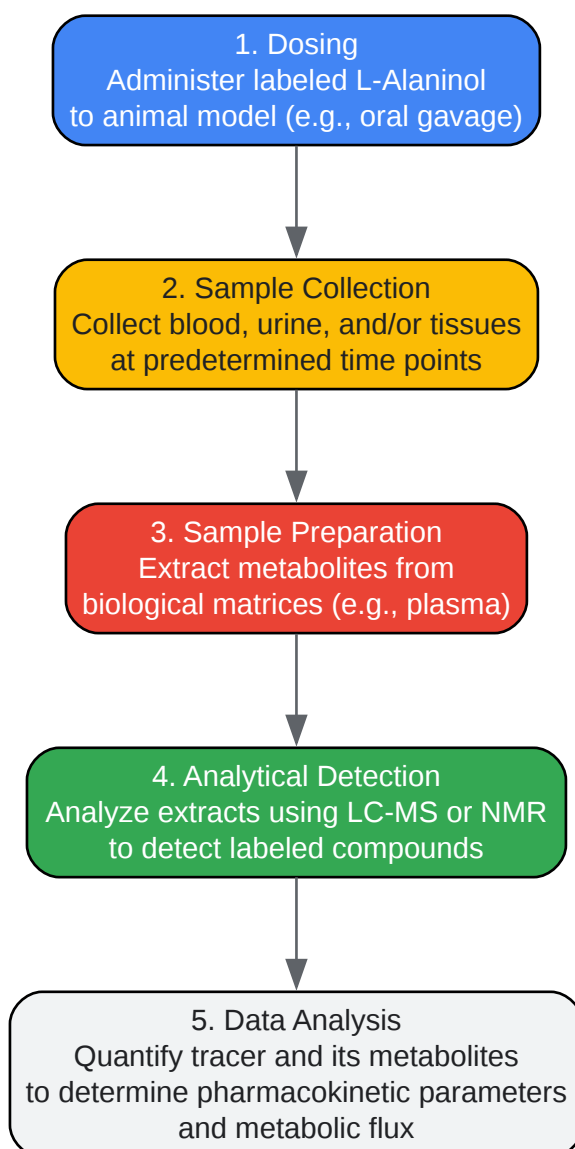 1. Dosing
Administer labeled L-Alaninol
to animal model (e.g., oral gavage)
2. Sample Collection
Collect blood, urine, and/or tissues
at predetermined time points
3. Sample Preparation
Extract metabolites from
biological matrices (e.g., plasma)
4. Analytical Detection
Analyze extracts using LC-MS or NMR
to detect labeled compounds
5. Data Analysis
Quantify tracer and its metabolites
to determine pharmacokinetic parameters
and metabolic flux